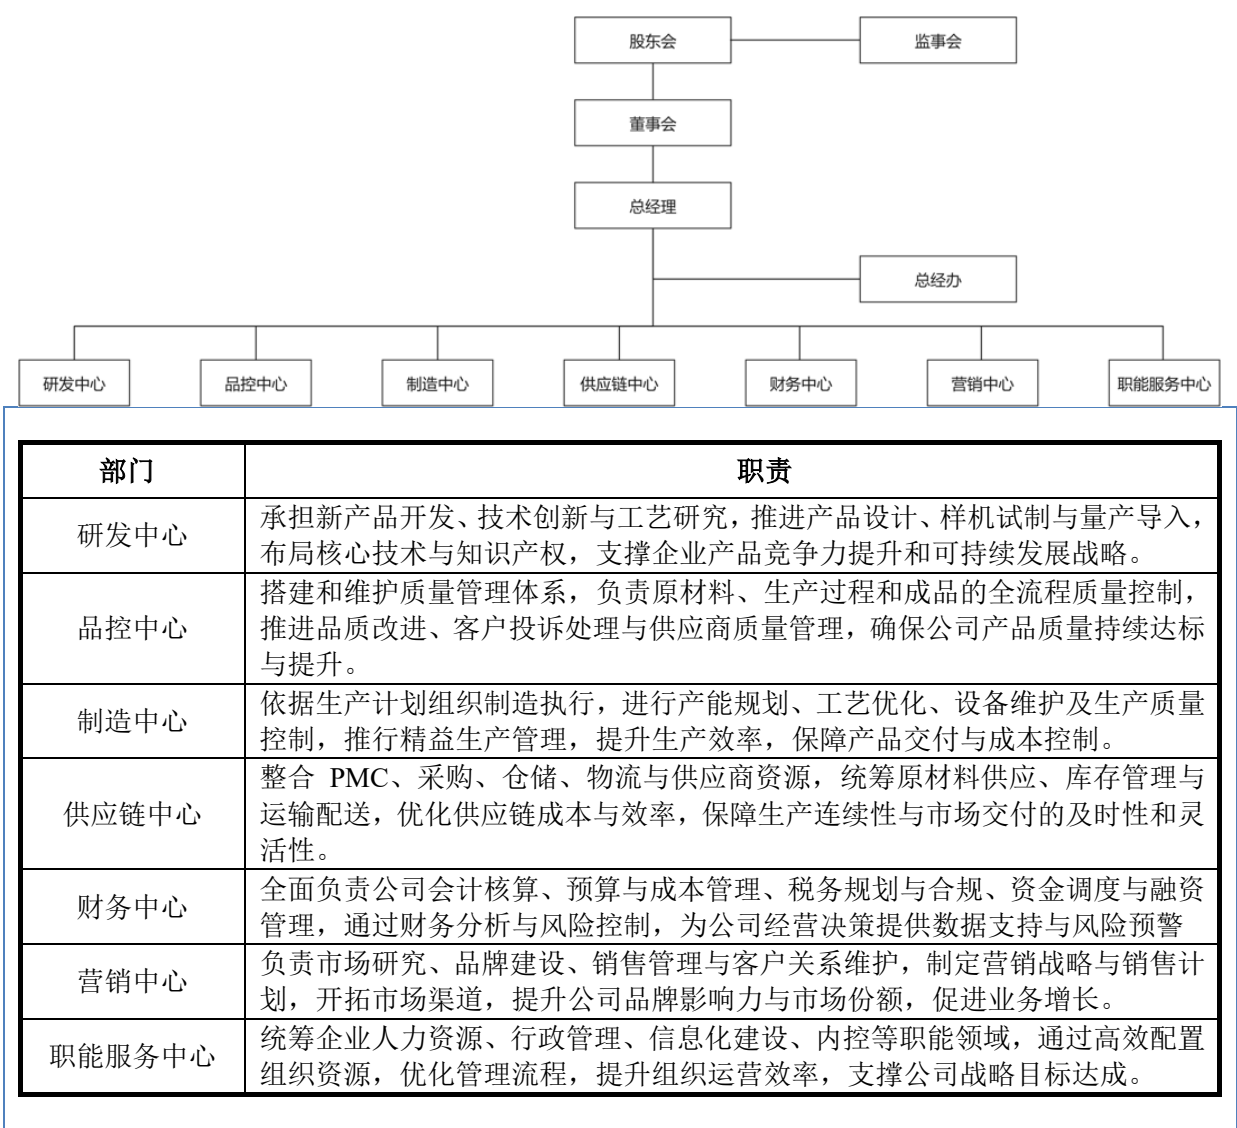 股东会
监事会
董事会
总经理
总经办
研发中心
品控中心
制造中心
供应链中心
财务中心
营销中心
职能服务中心
部门
职责
研发中心
承担新产品开发、技术创新与工艺研究，推进产品设计、样机试制与量产导入，
布局核心技术与知识产权，支撑企业产品竞争力提升和可持续发展战略。
品控中心
搭建和维护质量管理体系，负责原材料、生产过程和成品的全流程质量控制，
推进品质改进、客户投诉处理与供应商质量管理，确保公司产品质量持续达标
与提升。
制造中心
依据生产计划组织制造执行，进行产能规划、工艺优化、设备维护及生产质量
控制，推行精益生产管理，提升生产效率，保障产品交付与成本控制。
供应链中心
整合 PMC、采购、仓储、物流与供应商资源，统筹原材料供应、库存管理与
运输配送，优化供应链成本与效率，保障生产连续性与市场交付的及时性和灵
活性。
财务中心
全面负责公司会计核算、预算与成本管理、税务规划与合规、资金调度与融资
管理，通过财务分析与风险控制，为公司经营决策提供数据支持与风险预警
营销中心
负责市场研究、品牌建设、销售管理与客户关系维护，制定营销战略与销售计
划，开拓市场渠道，提升公司品牌影响力与市场份额，促进业务增长。
职能服务中心
统筹企业人力资源、行政管理、信息化建设、内控等职能领域，通过高效配置
组织资源，优化管理流程，提升组织运营效率，支撑公司战略目标达成。